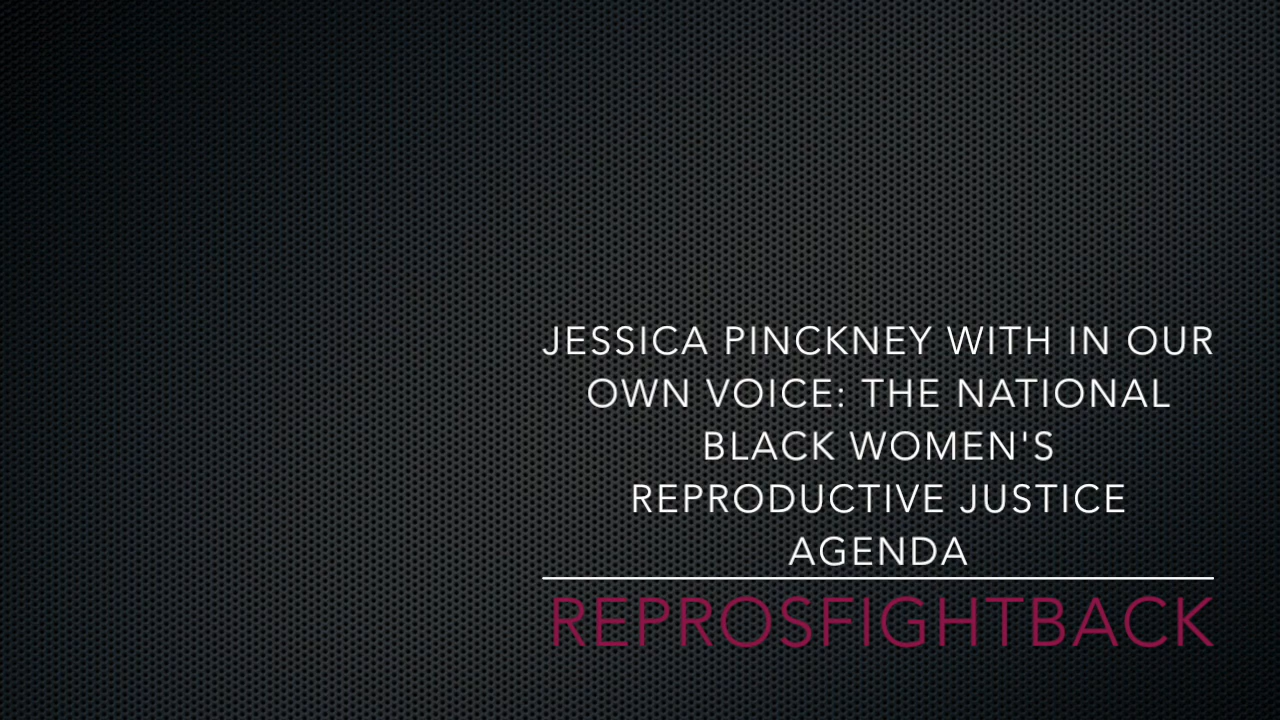 JESSICA PINCKNEY WITH IN OUR
OWN VOICE: THE NATIONAL
BLACK WOMEN'S
REPRODUCTIVE JUSTICE
AGENDA
REPROSFIGHTBACK